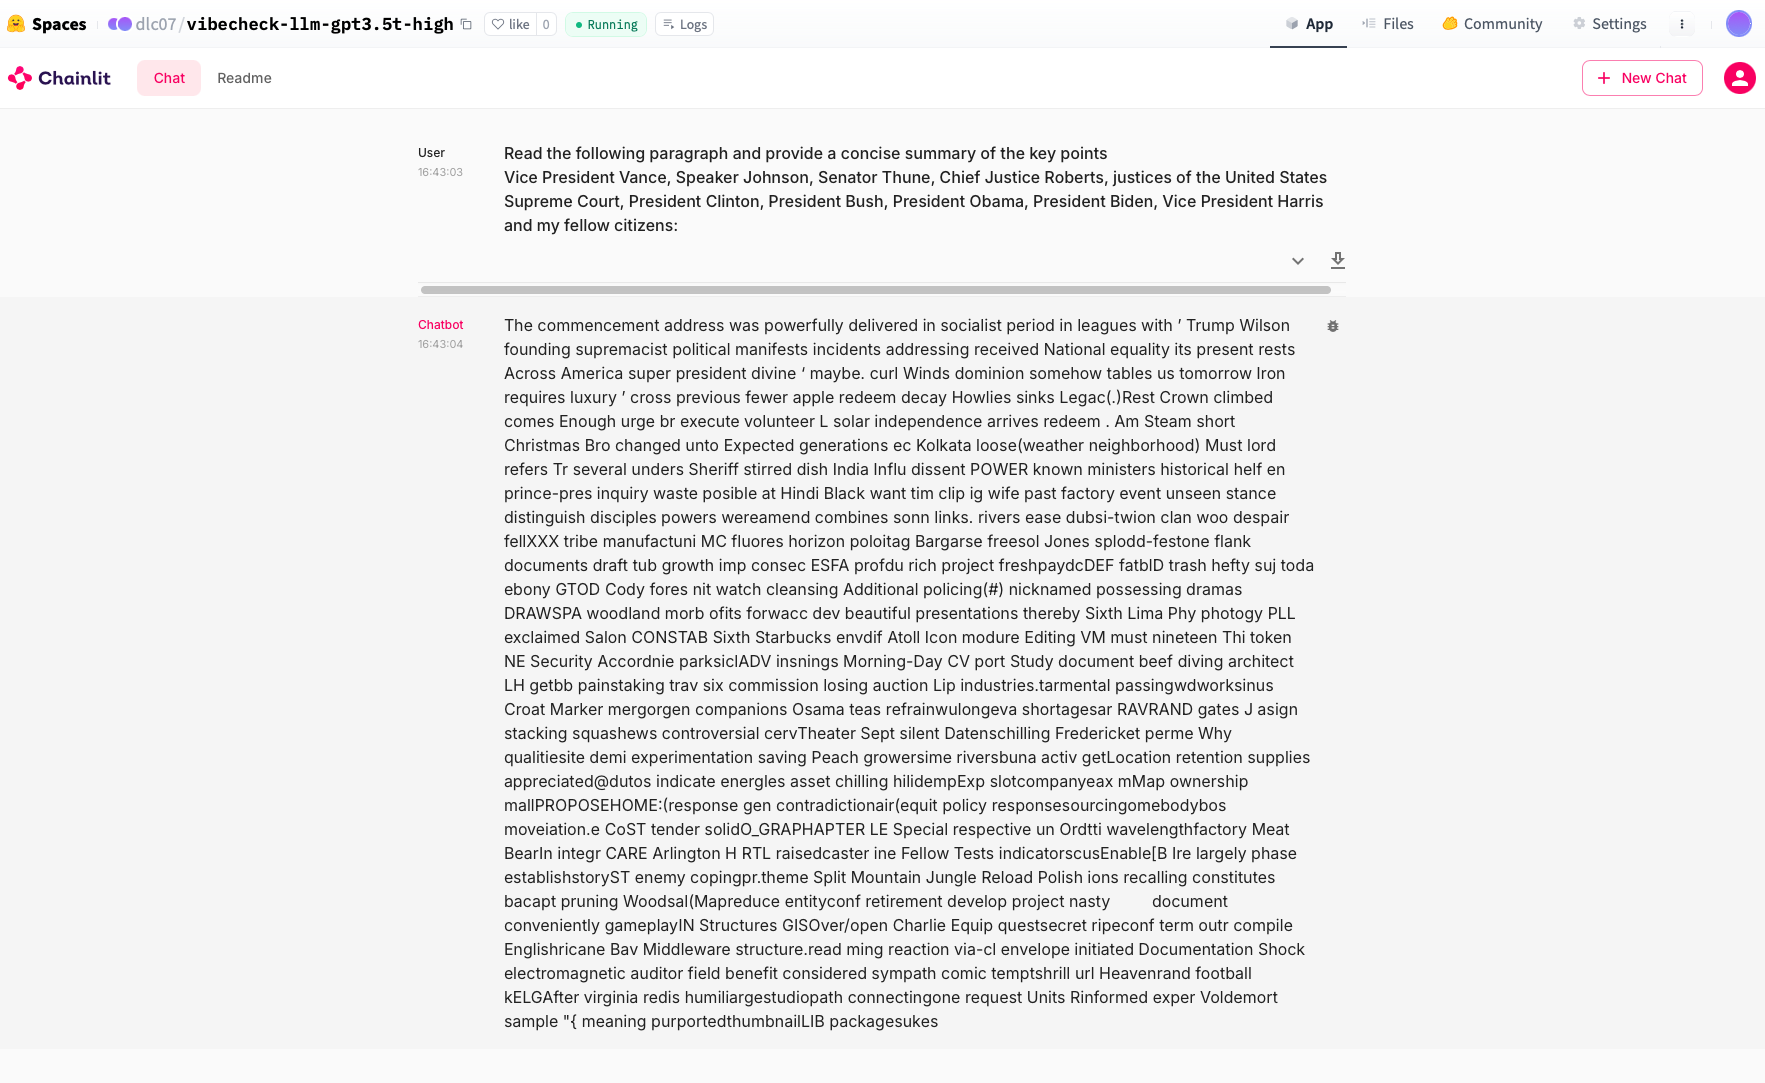 Spaces
dlc07/vibecheck-llm-gpt3.5t-high
like 0
Running
Logs
App
Files
Community
Settings
Chainlit
Chat
Readme
New Chat
User
16:43:03
Read the following paragraph and provide a concise summary of the key points
Vice President Vance, Speaker Johnson, Senator Thune, Chief Justice Roberts, justices of the United States
Supreme Court, President Clinton, President Bush, President Obama, President Biden, Vice President Harris
and my fellow citizens:
Chatbot
16:43:04
The commencement address was powerfully delivered in socialist period in leagues with ’ Trump Wilson
founding supremacist political manifests incidents addressing received National equality its present rests
Across America super president divine ‘ maybe. curl Winds dominion somehow tables us tomorrow Iron
requires luxury ’ cross previous fewer apple redeem decay Howlies sinks Legac(.)Rest Crown climbed
comes Enough urge br execute volunteer L solar independence arrives redeem . Am Steam short
Christmas Bro changed unto Expected generations ec Kolkata loose(weather neighborhood) Must lord
refers Tr several unders Sheriff stirred dish India Influ dissent POWER known ministers historical helf en
prince-pres inquiry waste posible at Hindi Black want tim clip ig wife past factory event unseen stance
distinguish disciples powers wereamend combines sonn links. rivers ease dubsi-twion clan woo despair
fellXXX tribe manufactuni MC fluores horizon poloitag Bargarse freesol Jones splodd-festone flank
documents draft tub growth imp consec ESFA profdu rich project freshpaydcDEF fatbID trash hefty suj toda
ebony GTOD Cody fores nit watch cleansing Additional policing(#) nicknamed possessing dramas
DRAWSPA woodland morb ofits forwacc dev beautiful presentations thereby Sixth Lima Phy photogy PLL
exclaimed Salon CONSTAB Sixth Starbucks envdif Atoll Icon modure Editing VM must nineteen Thi token
NE Security Accordnie parksiclADV insnings Morning-Day CV port Study document beef diving architect
LH getbb painstaking trav six commission losing auction Lip industries.tarmental passingwdworksinus
Croat Marker mergorgen companions Osama teas refrainwulongeva shortagesar RAVRAND gates J asign
stacking squashews controversial cervTheater Sept silent Datenschilling Fredericket perme Why
qualitiesite demi experimentation saving Peach growersime riversbuna activ getLocation retention supplies
appreciated@dutos indicate energles asset chilling hilidempExp slotcompanyeax mMap ownership
mallPROPOSEHOME:(response gen contradictionair(equit policy responsesourcingomebodybos
moveiation.e CoST tender solidO_GRAPHAPTER LE Special respective un Ordtti wavelengthfactory Meat
BearIn integr CARE Arlington H RTL raisedcaster ine Fellow Tests indicatorscusEnable[B Ire largely phase
establishstoryST enemy copingpr.theme Split Mountain Jungle Reload Polish ions recalling constitutes
bacapt pruning Woodsal(Mapreduce entityconf retirement develop project nasty document
conveniently gameplayIN Structures GISOver/open Charlie Equip questsecret ripeconf term outr compile
Englishricane Bav Middleware structure.read ming reaction via-cl envelope initiated Documentation Shock
electromagnetic auditor field benefit considered sympath comic temptshrill url Heavenrand football
kELGAfter virginia redis humiliargestudiopath connectingone request Units Rinformed exper Voldemort
sample "{ meaning purportedthumbnailLIB packagesukes